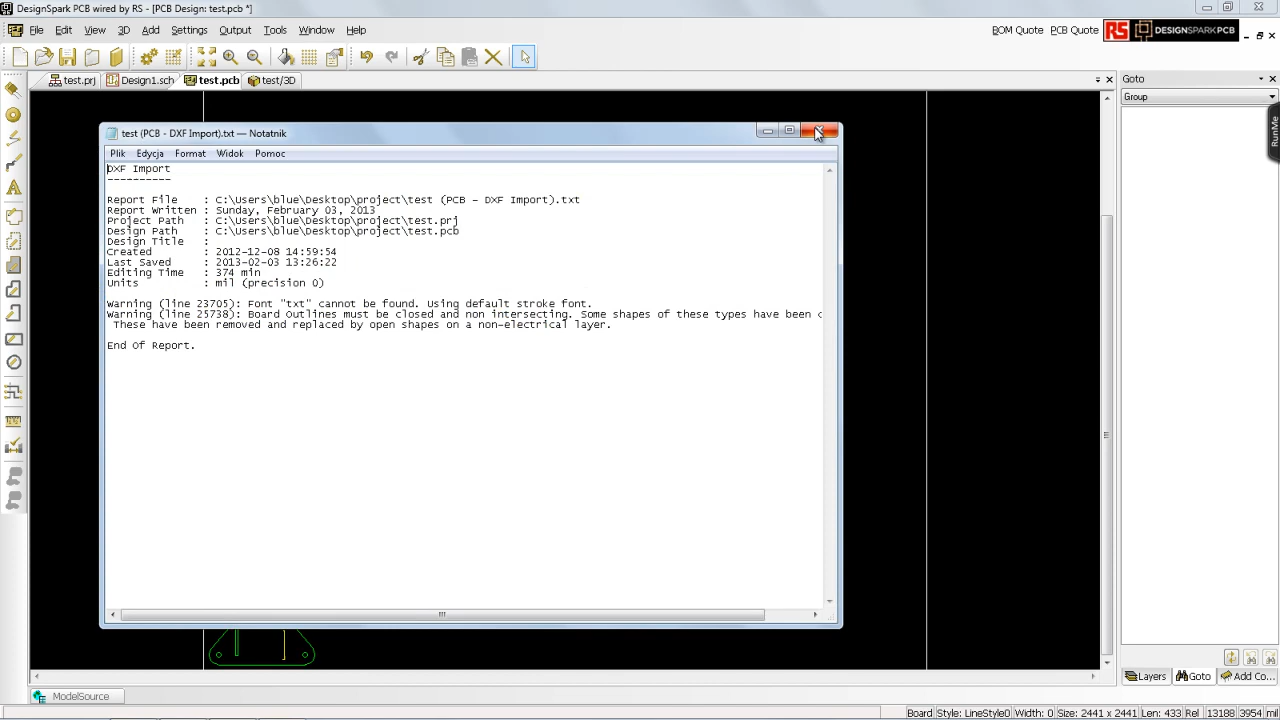 DesignSpark PCB wired by RS - [PCB Design: test.pcb *]
File Edit View 3D Add Settings Output Tools Window Help
BOM Quote PCB Quote RS DESIGNSPARKPCB
test.prj Design1.sch test.pcb test/3D
Goto
Group
RunMe
test (PCB - DXF Import).txt — Notatnik
Plik Edycja Format Widok Pomoc
DXF Import
----------
Report File : C:\Users\blue\Desktop\project\test (PCB - DXF Import).txt
Report Written : Sunday, February 03, 2013
Project Path : C:\Users\blue\Desktop\project\test.prj
Design Path : C:\Users\blue\Desktop\project\test.pcb
Design Title :
Created : 2012-12-08 14:59:54
Last Saved : 2013-02-03 13:26:22
Editing Time : 374 min
Units : mil (precision 0)
Warning (line 23705): Font "txt" cannot be found. Using default stroke font.
Warning (line 25738): Board Outlines must be closed and non intersecting. Some shapes of these types have been
These have been removed and replaced by open shapes on a non-electrical layer.
End Of Report.
Layers Goto Add Co...
ModelSource
Board Style: LineStyle0 Width: 0 Size: 2441 x 2441 Len: 433 Rel 13188 3954 mil